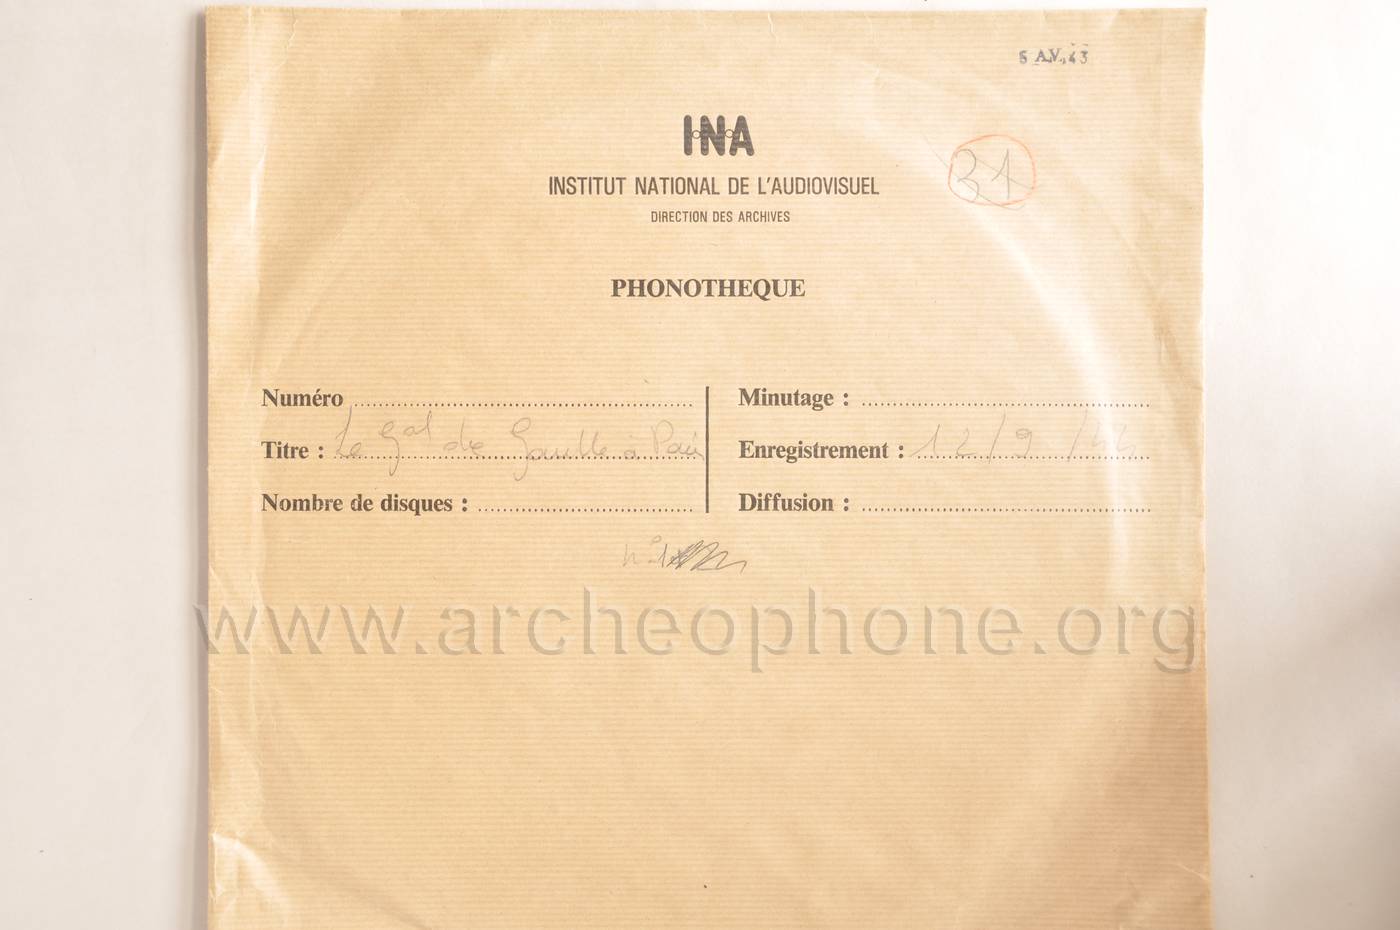 5 AV. 43
INA
31
INSTITUT NATIONAL DE L'AUDIOVISUEL
DIRECTION DES ARCHIVES
PHONOTHEQUE
Numéro
Titre : Le Gal de Gaulle à Paris
Nombre de disques :
Minutage :
Enregistrement : 12/9/44
Diffusion :
n°1
www.archeophone.org